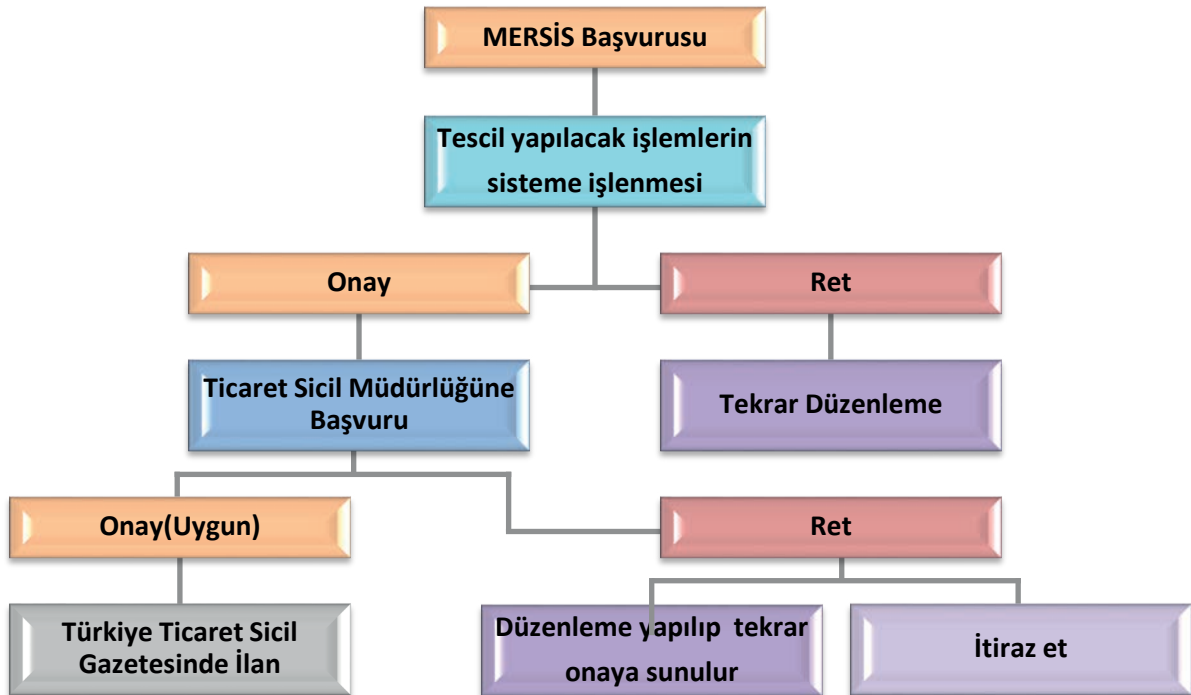 MERSİS Başvurusu
Tescil yapılacak işlemlerin
sisteme işlenmesi
Onay
Ret
Ticaret Sicil Müdürlüğüne
Başvuru
Tekrar Düzenleme
Onay(Uygun)
Ret
Türkiye Ticaret Sicil
Gazetesinde İlan
Düzenleme yapılıp tekrar
onaya sunulur
İtiraz et